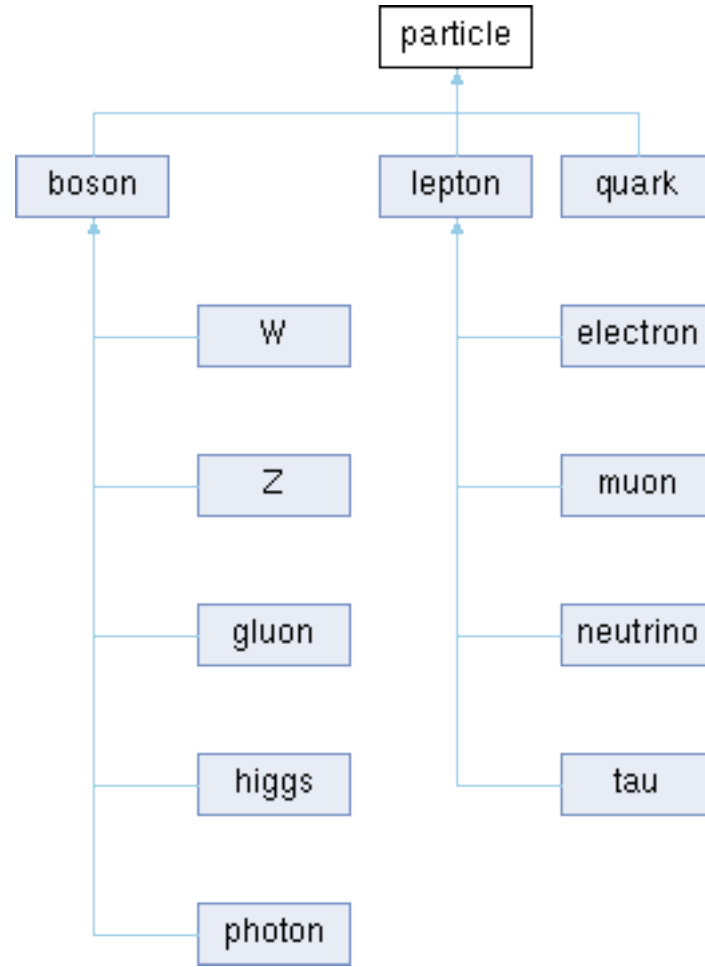 particle
boson
lepton
quark
W
electron
Z
muon
gluon
neutrino
higgs
tau
photon